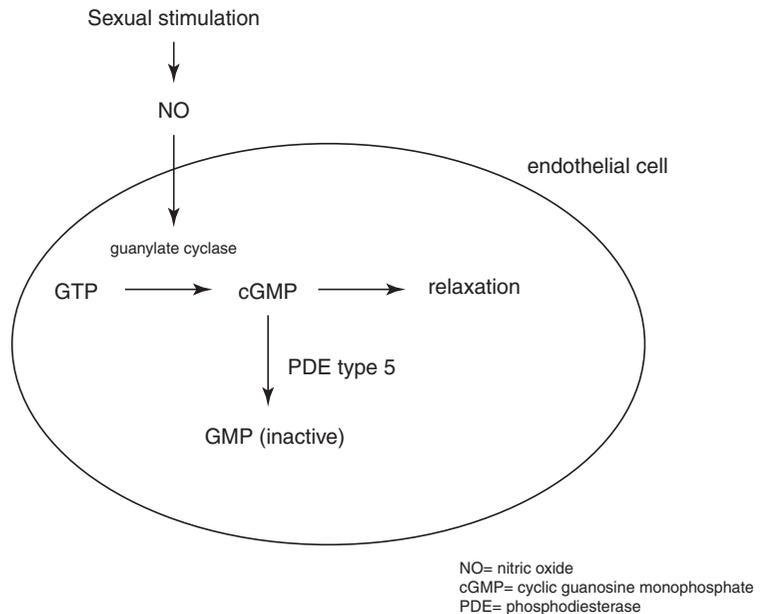 Sexual stimulation
NO
endothelial cell
guanylate cyclase
GTP
cGMP
relaxation
PDE type 5
GMP (inactive)
NO= nitric oxide
cGMP= cyclic guanosine monophosphate
PDE= phosphodiesterase